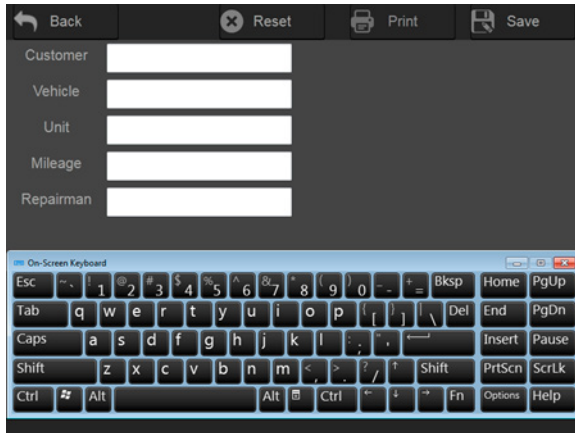 Back Reset Print Save
Customer
Vehicle
Unit
Mileage
Repairman
On-Screen Keyboard
Esc ~ ` ! 1 @ 2 # 3 $ 4 % 5 ^ 6 & 7 * 8 ( 9 ) 0 _ - + = Bksp Home PgUp
Tab q w e r t y u i o p { [ } ] | \ Del End PgDn
Caps a s d f g h j k l : ; " ' Insert Pause
Shift z x c v b n m < , > . ? / ↑ Shift PrtScn ScrLk
Ctrl Alt Alt Ctrl ← ↓ → Fn Options Help